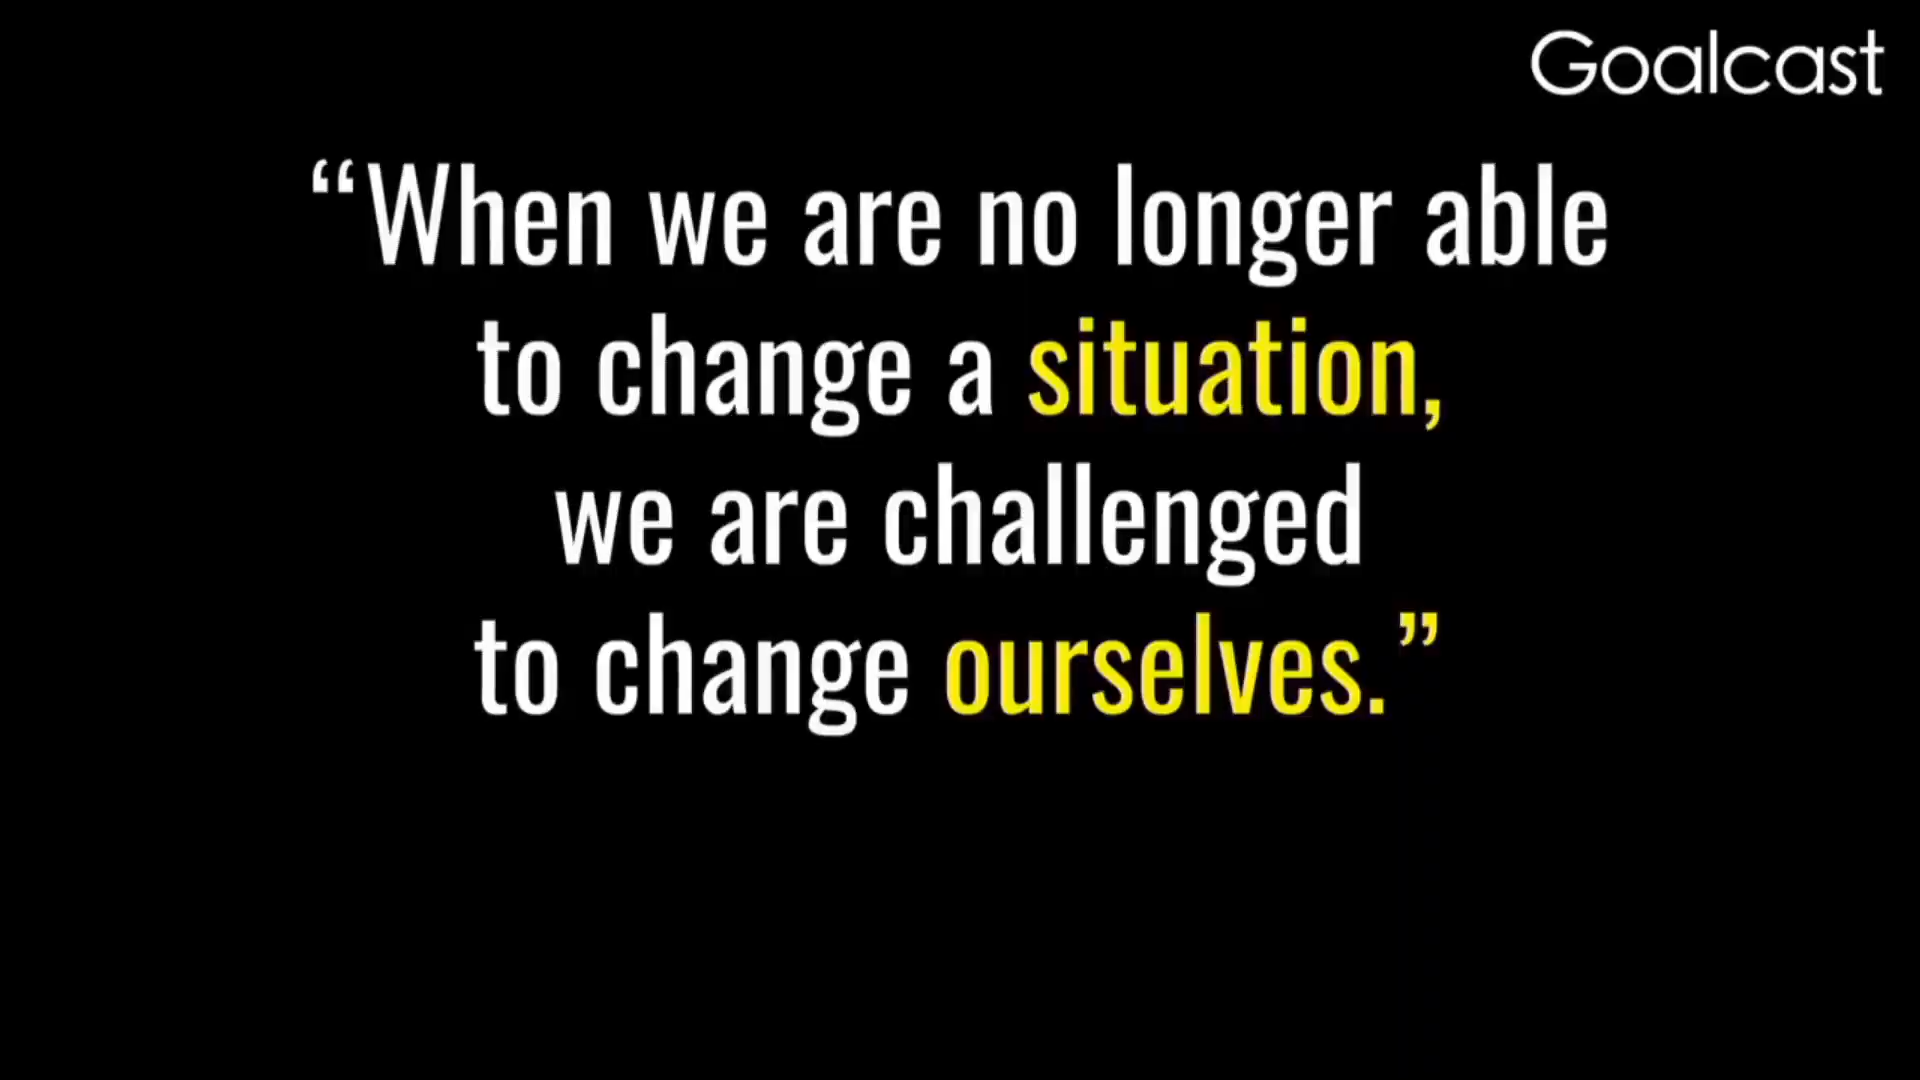 Goalcast
“When we are no longer able
to change a situation,
we are challenged
to change ourselves.”